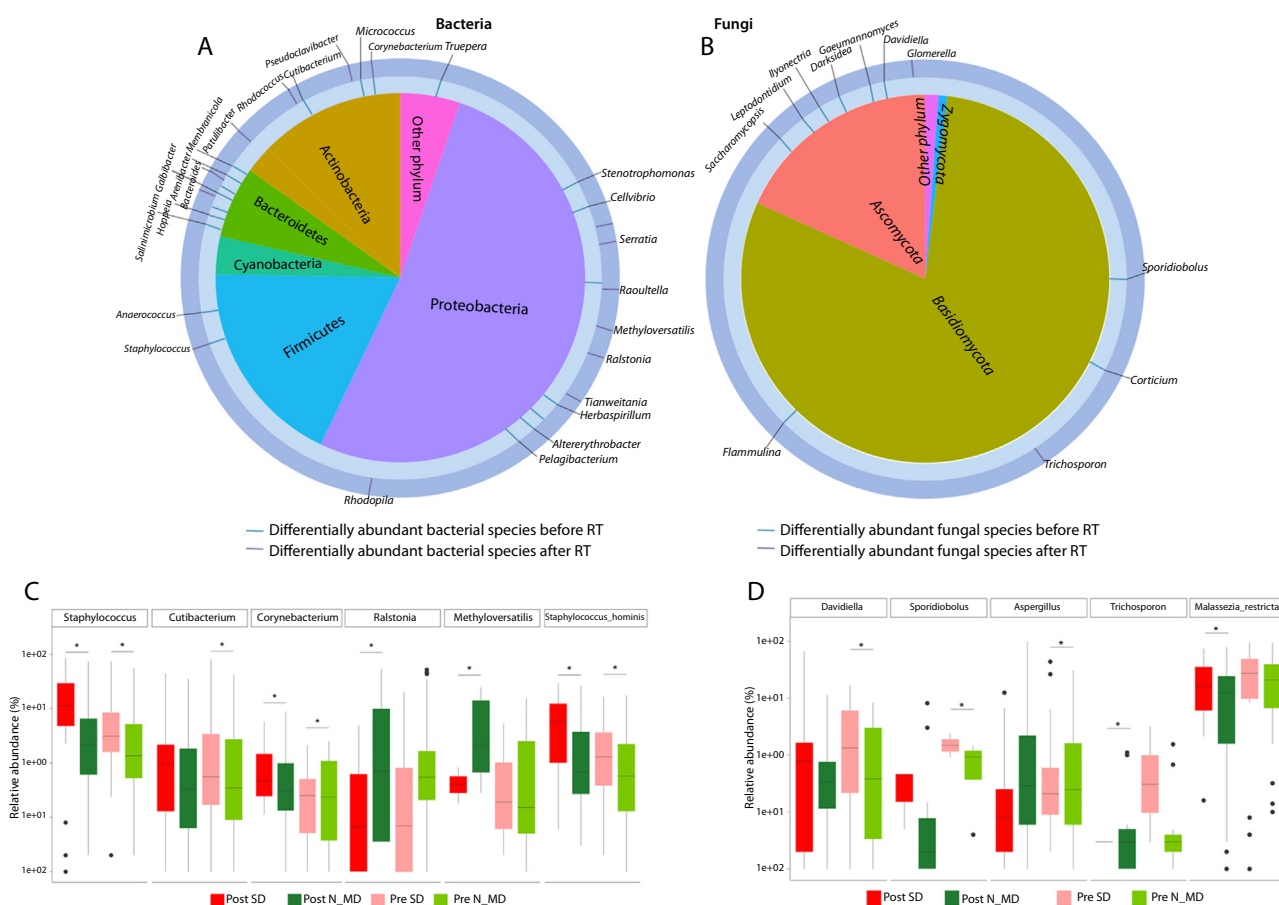 Bacteria
Fungi
A
Micrococcus
Pseudoclavibacter
Corynebacterium
Truepera
Rhodococcus
Cutibacterium
Patulibacter
Membranicola
Arenibacter
Bacteroides
Galbibacter
Salinimicrobium
Hoppeia
Anaerococcus
Staphylococcus
Stenotrophomonas
Cellvibrio
Serratia
Raoultella
Methyloversatilis
Ralstonia
Tianweitania
Herbaspirillum
Altererythrobacter
Pelagibacterium
Rhodopila
Other phylum
Actinobacteria
Bacteroidetes
Cyanobacteria
Firmicutes
Proteobacteria
Differentially abundant bacterial species before RT
Differentially abundant bacterial species after RT
B
Gaeumannomyces
Davidiella
Ilyonectria
Darksidea
Glomerella
Leptodontidium
Saccharomycopsis
Sporidiobolus
Corticium
Trichosporon
Flammulina
Other phylum
Zygomycota
Ascomycota
Basidiomycota
Differentially abundant fungal species before RT
Differentially abundant fungal species after RT
C
Staphylococcus
Cutibacterium
Corynebacterium
Ralstonia
Methyloversatilis
Staphylococcus_hominis
Relative abundance (%)
1e+02
1e+01
1e+00
1e+01
1e+02
* * * * * * * * *
Post SD
Post N_MD
Pre SD
Pre N_MD
D
Davidiella
Sporidiobolus
Aspergillus
Trichosporon
Malassezia_restricta
Relative abundance (%)
1e+02
1e+01
1e+00
1e+01
1e+02
* * * * *
Post SD
Post N_MD
Pre SD
Pre N_MD